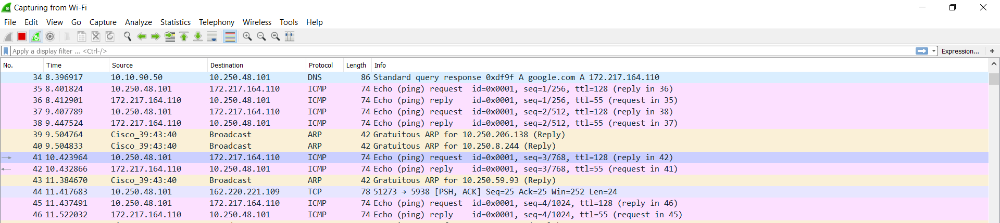 Capturing from Wi-Fi
File Edit View Go Capture Analyze Statistics Telephony Wireless Tools Help
Apply a display filter ... <Ctrl-/> Expression... +
No. Time Source Destination Protocol Length Info
34 8.396917 10.10.90.50 10.250.48.101 DNS 86 Standard query response 0xdf9f A google.com A 172.217.164.110
35 8.401824 10.250.48.101 172.217.164.110 ICMP 74 Echo (ping) request id=0x0001, seq=1/256, ttl=128 (reply in 36)
36 8.412901 172.217.164.110 10.250.48.101 ICMP 74 Echo (ping) reply id=0x0001, seq=1/256, ttl=55 (request in 35)
37 9.407789 10.250.48.101 172.217.164.110 ICMP 74 Echo (ping) request id=0x0001, seq=2/512, ttl=128 (reply in 38)
38 9.447524 172.217.164.110 10.250.48.101 ICMP 74 Echo (ping) reply id=0x0001, seq=2/512, ttl=55 (request in 37)
39 9.504764 Cisco_39:43:40 Broadcast ARP 42 Gratuitous ARP for 10.250.206.138 (Reply)
40 9.504833 Cisco_39:43:40 Broadcast ARP 42 Gratuitous ARP for 10.250.8.244 (Reply)
41 10.423964 10.250.48.101 172.217.164.110 ICMP 74 Echo (ping) request id=0x0001, seq=3/768, ttl=128 (reply in 42)
42 10.432866 172.217.164.110 10.250.48.101 ICMP 74 Echo (ping) reply id=0x0001, seq=3/768, ttl=55 (request in 41)
43 11.384670 Cisco_39:43:40 Broadcast ARP 42 Gratuitous ARP for 10.250.59.93 (Reply)
44 11.417683 10.250.48.101 162.220.221.109 TCP 78 51273 → 5938 [PSH, ACK] Seq=25 Ack=25 Win=252 Len=24
45 11.437491 10.250.48.101 172.217.164.110 ICMP 74 Echo (ping) request id=0x0001, seq=4/1024, ttl=128 (reply in 46)
46 11.522032 172.217.164.110 10.250.48.101 ICMP 74 Echo (ping) reply id=0x0001, seq=4/1024, ttl=55 (request in 45)